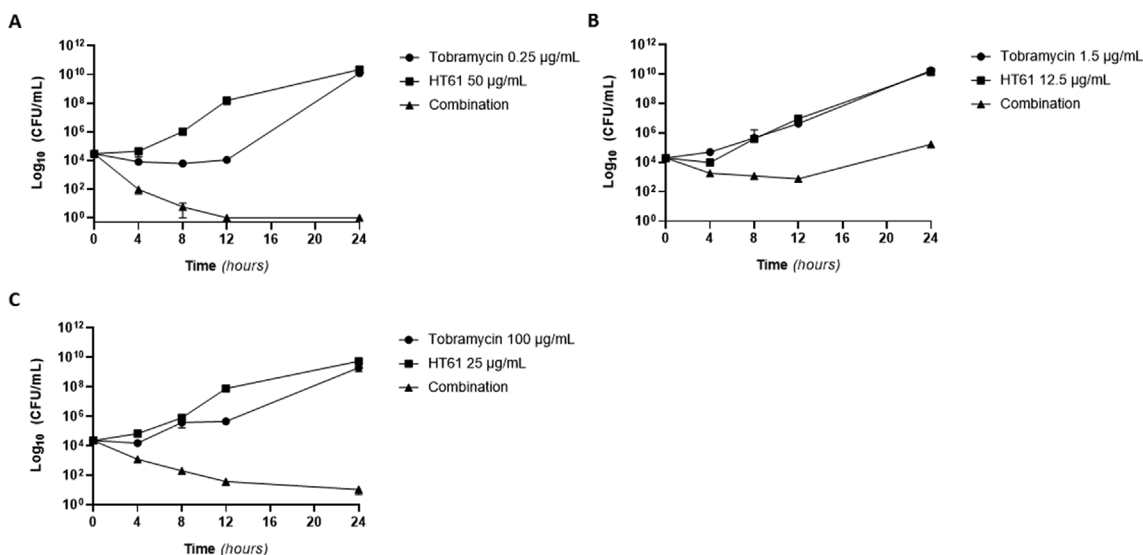 A
Log₁₀ (CFU/mL)
10¹²
10¹⁰
10⁸
10⁶
10⁴
10²
10⁰
0 4 8 12 16 20 24
Time (hours)
Tobramycin 0.25 µg/mL
HT61 50 µg/mL
Combination
B
Log₁₀ (CFU/mL)
10¹²
10¹⁰
10⁸
10⁶
10⁴
10²
10⁰
0 4 8 12 16 20 24
Time (hours)
Tobramycin 1.5 µg/mL
HT61 12.5 µg/mL
Combination
C
Log₁₀ (CFU/mL)
10¹²
10¹⁰
10⁸
10⁶
10⁴
10²
10⁰
0 4 8 12 16 20 24
Time (hours)
Tobramycin 100 µg/mL
HT61 25 µg/mL
Combination